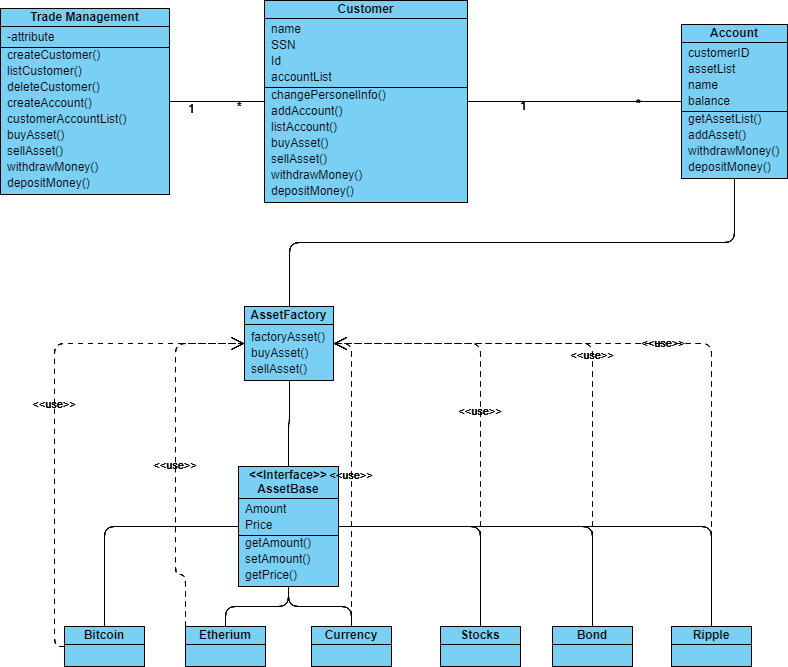 Trade Management
-attribute
createCustomer()
listCustomer()
deleteCustomer()
createAccount()
customerAccountList()
buyAsset()
sellAsset()
withdrawMoney()
depositMoney()
1
*
Customer
name
SSN
Id
accountList
changePersonelInfo()
addAccount()
listAccount()
buyAsset()
sellAsset()
withdrawMoney()
depositMoney()
1
*
Account
customerID
assetList
name
balance
getAssetList()
addAsset()
withdrawMoney()
depositMoney()
AssetFactory
factoryAsset()
buyAsset()
sellAsset()
<<use>>
<<use>>
<<use>>
<<use>>
<<use>>
<<use>>
<<Interface>>
AssetBase
Amount
Price
getAmount()
setAmount()
getPrice()
Bitcoin
Etherium
Currency
Stocks
Bond
Ripple